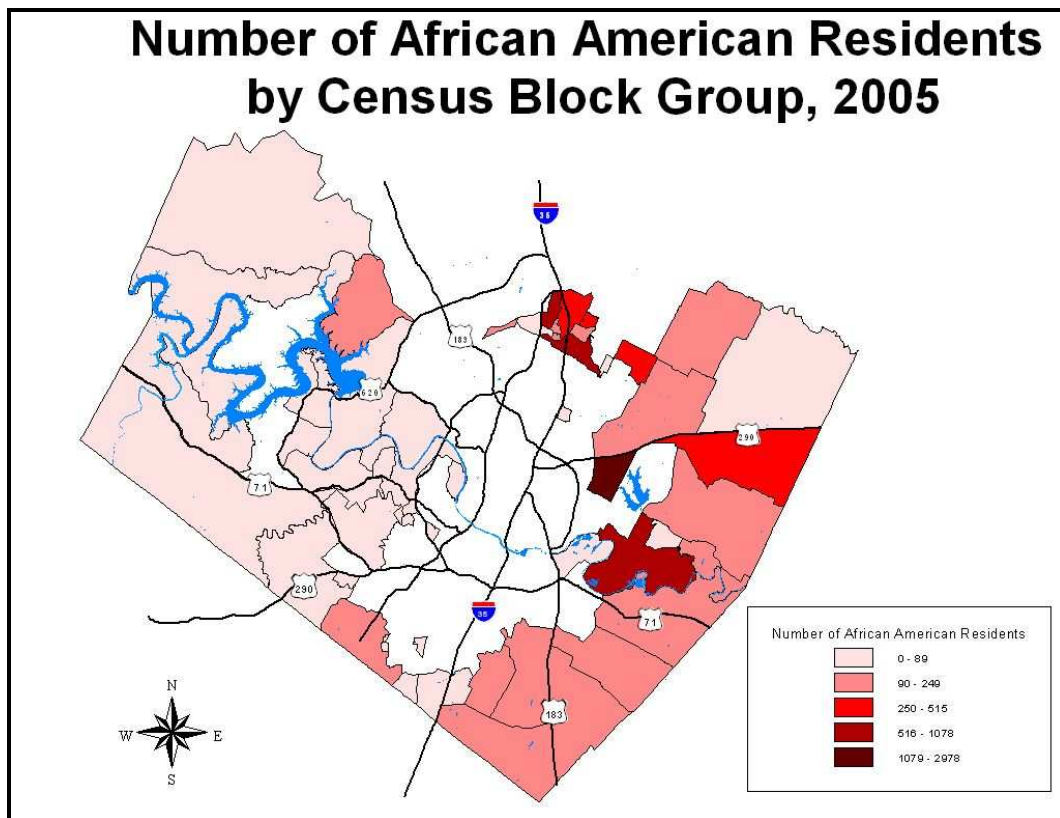 Number of African American Residents
by Census Block Group, 2005
35
183
620
290
71
290
35
71
183
N
W E
S
Number of African American Residents
0 - 89
90 - 249
250 - 515
516 - 1078
1079 - 2978